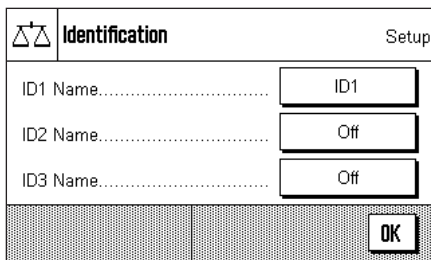 Identification Setup
ID1 Name............................... ID1
ID2 Name............................... Off
ID3 Name............................... Off
OK